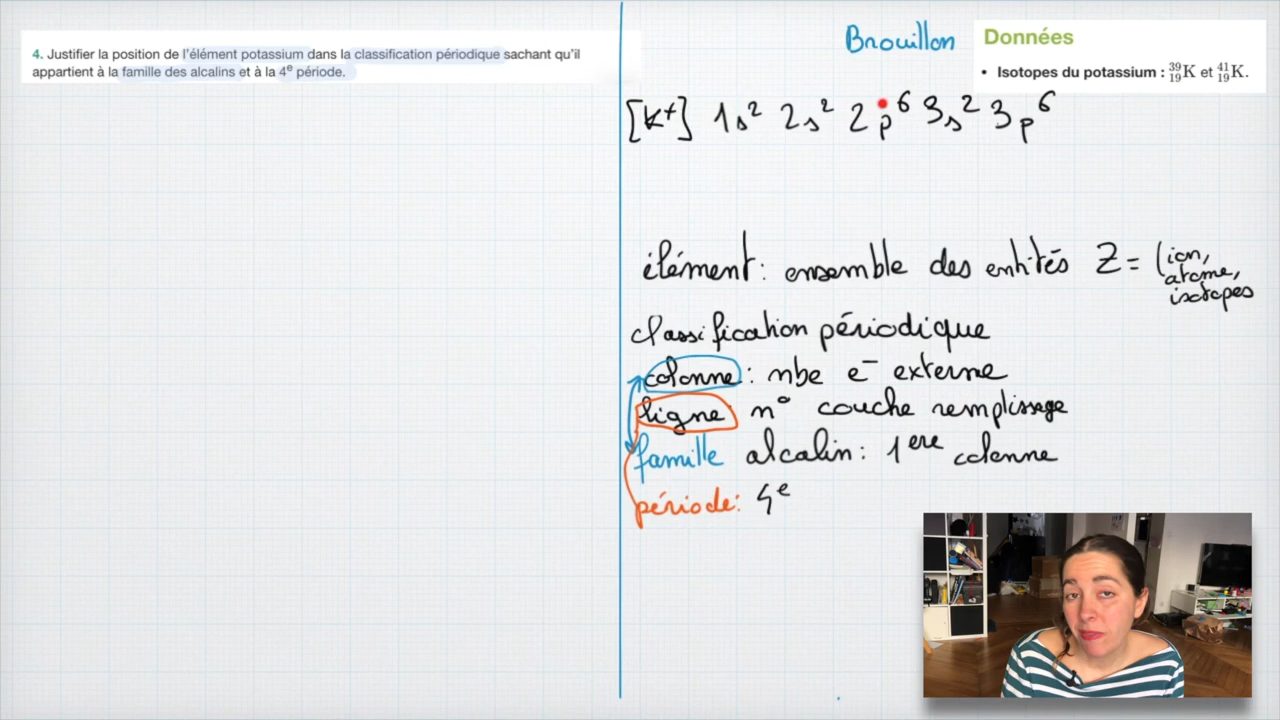 4. Justifier la position de l'élément potassium dans la classification périodique sachant qu'il
appartient à la famille des alcalins et à la 4e période.
Brouillon
Données
• Isotopes du potassium : ³⁹₁₉K et ⁴¹₁₉K.
[K⁺] 1s² 2s² 2p⁶ 3s² 3p⁶
élément : ensemble des entités Z = (ion,
atome,
isotopes
classification périodique
colonne : nbe e⁻ externe
ligne n° couche remplissage
famille alcalin : 1ere colonne
période : 4e